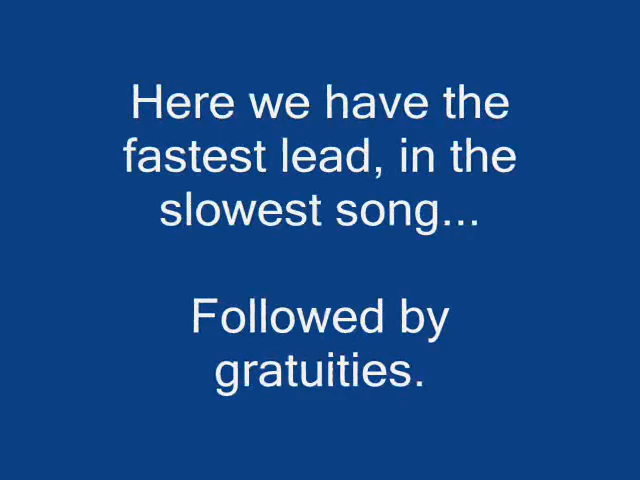 Here we have the
fastest lead, in the
slowest song...
Followed by
gratuities.